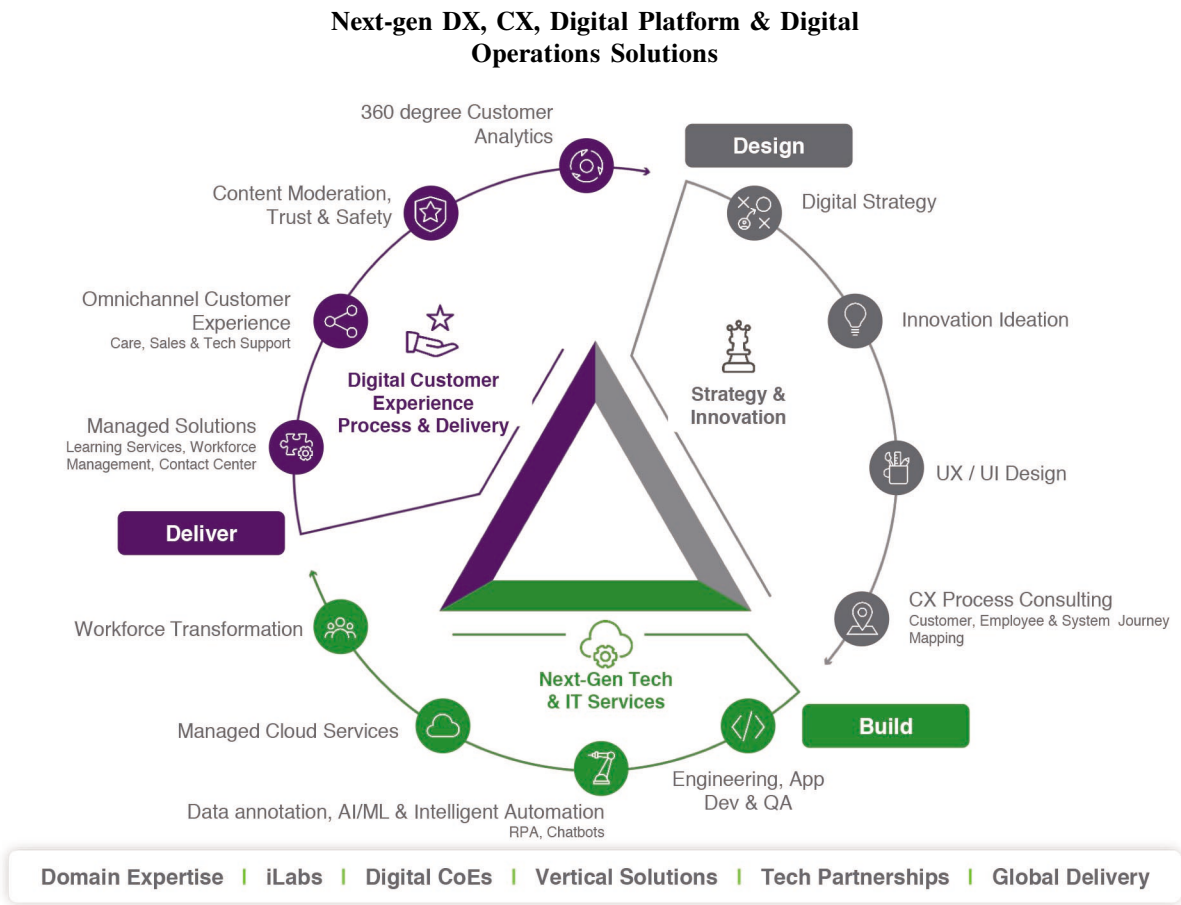 Next-gen DX, CX, Digital Platform & Digital
Operations Solutions
360 degree Customer
Analytics
Design
Content Moderation,
Trust & Safety
Digital Strategy
Omnichannel Customer
Experience
Care, Sales & Tech Support
Innovation Ideation
Digital Customer
Experience
Process & Delivery
Strategy &
Innovation
Managed Solutions
Learning Services, Workforce
Management, Contact Center
UX / UI Design
Deliver
CX Process Consulting
Customer, Employee & System Journey
Mapping
Workforce Transformation
Next-Gen Tech
& IT Services
Managed Cloud Services
Build
Engineering, App
Dev & QA
Data annotation, AI/ML & Intelligent Automation
RPA, Chatbots
Domain Expertise | iLabs | Digital CoEs | Vertical Solutions | Tech Partnerships | Global Delivery